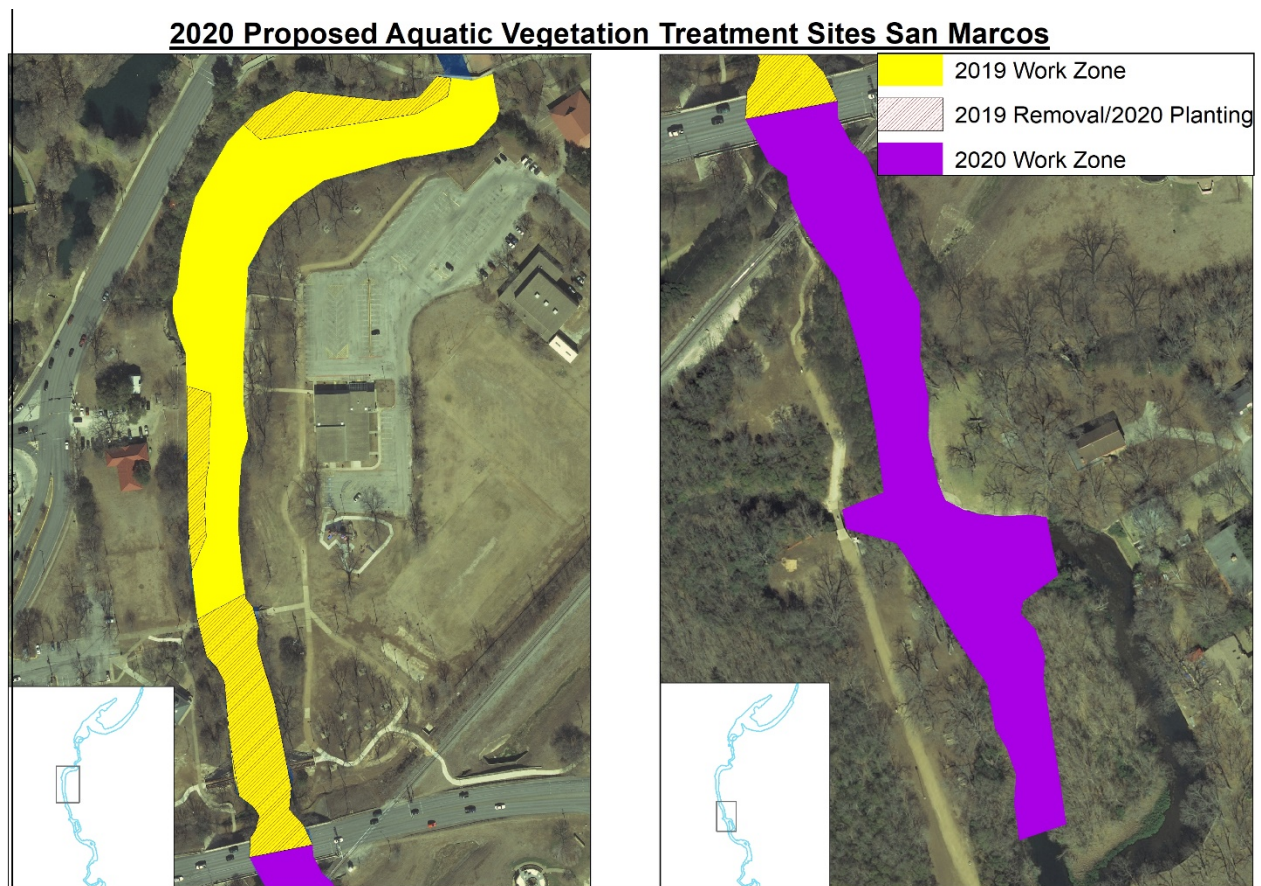 2020 Proposed Aquatic Vegetation Treatment Sites San Marcos
2019 Work Zone
2019 Removal/2020 Planting
2020 Work Zone